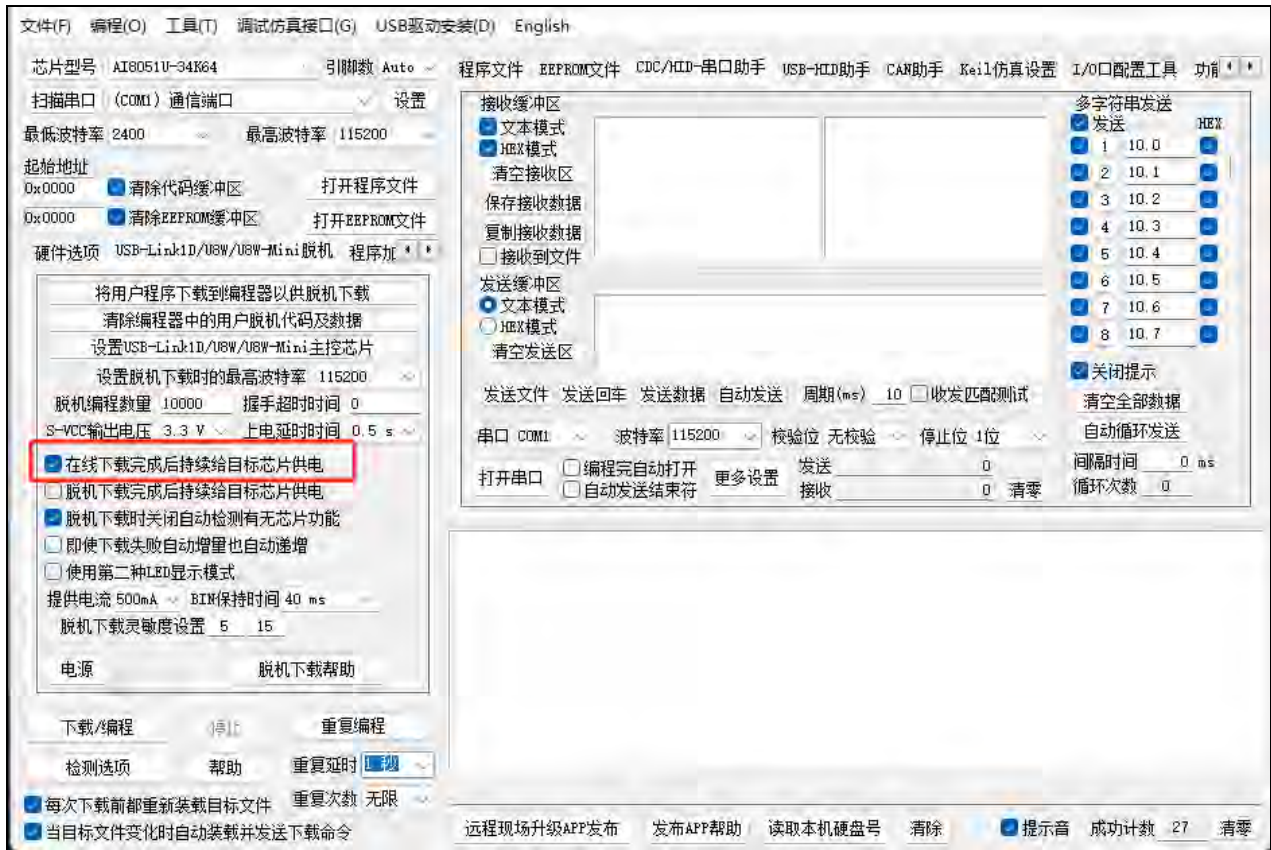 文件(F) 编程(O) 工具(T) 调试仿真接口(G) USB驱动安装(D) English
芯片型号 AI8051U-34K64 引脚数 Auto
扫描串口 (COM1) 通信端口 设置
最低波特率 2400 最高波特率 115200
起始地址
0x0000 清除代码缓冲区 打开程序文件
0x0000 清除EEPROM缓冲区 打开EEPROM文件
硬件选项 USB-Link1D/U8W/U8W-Mini脱机 程序加
将用户程序下载到编程器以供脱机下载
清除编程器中的用户脱机代码及数据
设置USB-Link1D/U8W/U8W-Mini主控芯片
设置脱机下载时的最高波特率 115200
脱机编程数量 10000 握手超时时间 0
S-VCC输出电压 3.3 V 上电延时时间 0.5 s
在线下载完成后持续给目标芯片供电
脱机下载完成后持续给目标芯片供电
脱机下载时关闭自动检测有无芯片功能
即使下载失败自动增量也自动递增
使用第二种LED显示模式
提供电流 500mA BIN保持时间 40 ms
脱机下载灵敏度设置 5 15
电源 脱机下载帮助
下载/编程 停止 重复编程
检测选项 帮助 重复延时 1 秒
每次下载前都重新装载目标文件 重复次数 无限
当目标文件变化时自动装载并发送下载命令
程序文件 EEPROM文件 CDC/HID-串口助手 USB-HID助手 CAN助手 Keil仿真设置 I/O口配置工具 功能
接收缓冲区
文本模式
HEX模式
清空接收区
保存接收数据
复制接收数据
接收到文件
发送缓冲区
文本模式
HEX模式
清空发送区
发送文件 发送回车 发送数据 自动发送 周期(ms) 10 收发匹配测试
串口 COM1 波特率 115200 校验位 无校验 停止位 1位
打开串口 编程完自动打开 更多设置 发送 0
自动发送结束符 接收 0 清零
多字符串发送
发送 HEX
1 10.0
2 10.1
3 10.2
4 10.3
5 10.4
6 10.5
7 10.6
8 10.7
关闭提示
清空全部数据
自动循环发送
间隔时间 0 ms
循环次数 0
远程现场升级APP发布 发布APP帮助 读取本机硬盘号 清除 提示音 成功计数 27 清零